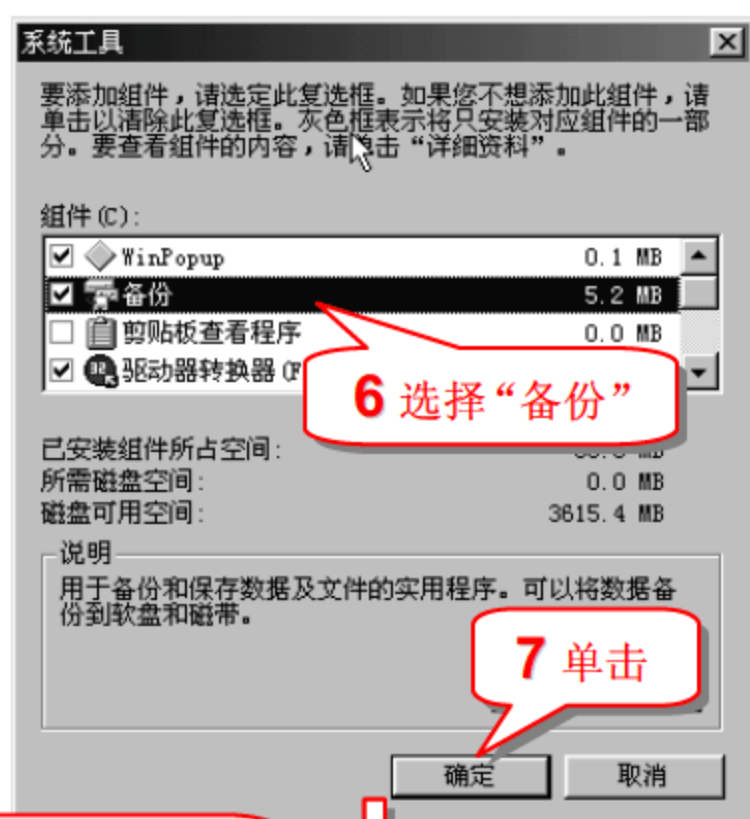 系统工具
要添加组件，请选定此复选框。如果您不想添加此组件，请
单击以清除此复选框。灰色框表示将只安装对应组件的一部
分。要查看组件的内容，请单击“详细资料”。
组件(C):
WinPopup 0.1 MB
备份 5.2 MB
剪贴板查看程序 0.0 MB
驱动器转换器(F
6 选择“备份”
已安装组件所占空间:
所需磁盘空间: 0.0 MB
磁盘可用空间: 3615.4 MB
说明
用于备份和保存数据及文件的实用程序。可以将数据备
份到软盘和磁带。
7 单击
确定 取消